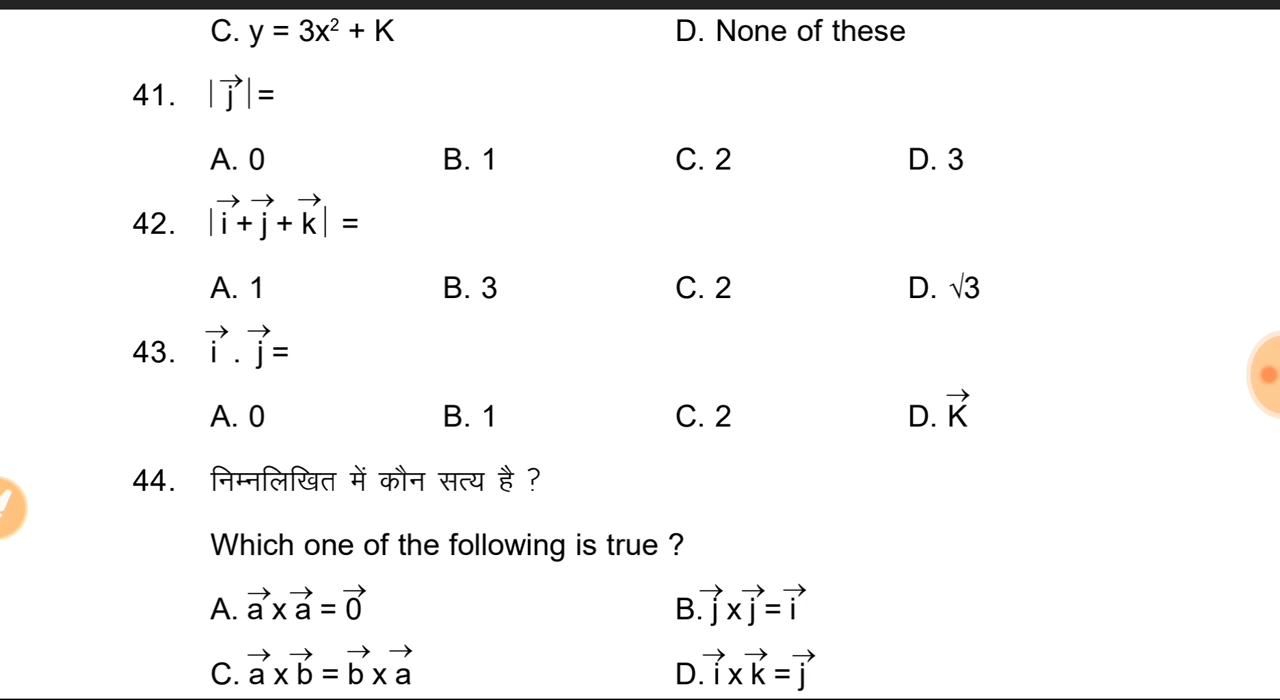 C. y = 3x² + K D. None of these
41. |j⃗| =
A. 0 B. 1 C. 2 D. 3
42. |i⃗ + j⃗ + k⃗| =
A. 1 B. 3 C. 2 D. √3
43. i⃗ . j⃗ =
A. 0 B. 1 C. 2 D. K⃗
44. निम्नलिखित में कौन सत्य है ?
Which one of the following is true ?
A. a⃗ x a⃗ = 0⃗ B. j⃗ x j⃗ = i⃗
C. a⃗ x b⃗ = b⃗ x a⃗ D. i⃗ x k⃗ = j⃗